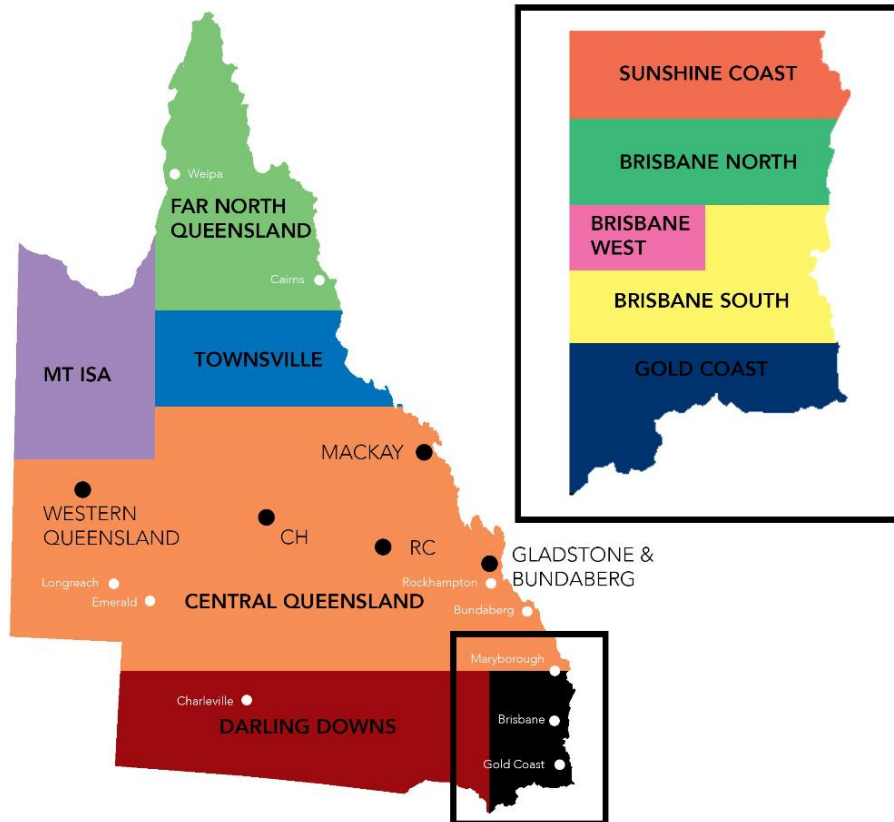 SUNSHINE COAST
BRISBANE NORTH
BRISBANE
WEST
BRISBANE SOUTH
GOLD COAST
Weipa
FAR NORTH
QUEENSLAND
Cairns
TOWNSVILLE
MT ISA
MACKAY
WESTERN
QUEENSLAND
CH
RC
GLADSTONE &
BUNDABERG
Longreach
Emerald
Rockhampton
CENTRAL QUEENSLAND
Bundaberg
Maryborough
Charleville
DARLING DOWNS
Brisbane
Gold Coast